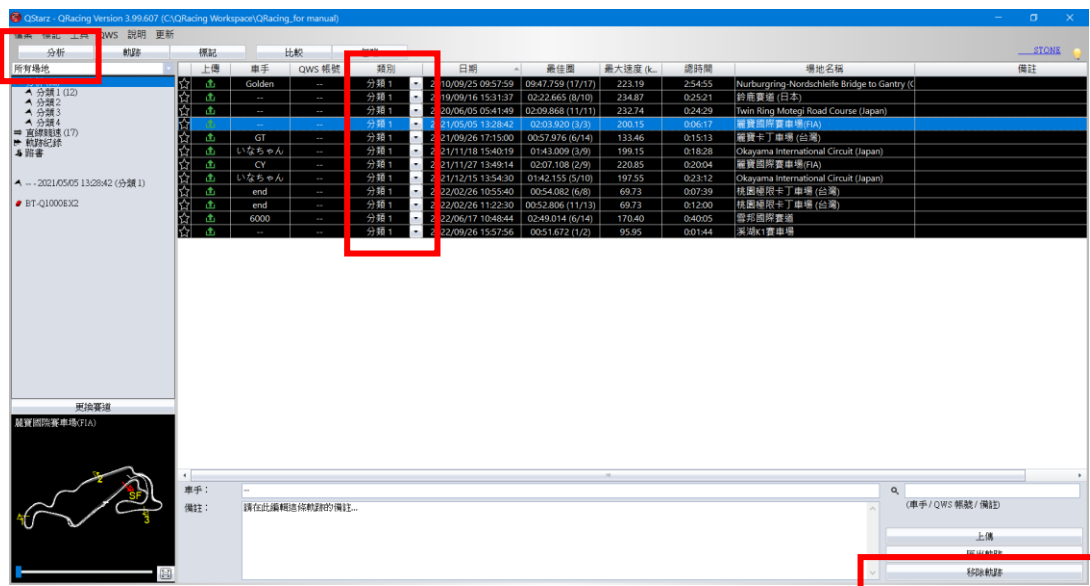 QStarz - QRacing Version 3.99.607 (C:\QRacing Workspace\QRacing_for manual)
檔案 標記 工具 QWS 說明 更新
分析 軌跡 標記 比較
STONE
所有場地
上傳 車手 QWS 帳號 類別 日期 最佳圈 最大速度 (k... 總時間 場地名稱 備註
Golden -- 分類 1 2010/09/25 09:57:59 09:47.759 (17/17) 223.19 2:54:55 Nurburgring-Nordschleife Bridge to Gantry (C
-- -- 分類 1 2019/09/16 15:31:37 02:22.665 (8/10) 234.87 0:25:21 鈴鹿賽道 (日本)
-- -- 分類 1 2020/06/05 05:41:49 02:09.868 (11/11) 232.74 0:24:29 Twin Ring Motegi Road Course (Japan)
-- -- 分類 1 2021/05/05 13:28:42 02:03.920 (3/3) 200.15 0:06:17 麗寶國際賽車場(FIA)
GT -- 分類 1 2021/09/26 17:15:00 00:57.976 (6/14) 133.46 0:15:13 麗寶卡丁車場 (台灣)
いなちゃん -- 分類 1 2021/11/18 15:40:19 01:43.009 (3/9) 199.15 0:18:28 Okayama International Circuit (Japan)
CY -- 分類 1 2021/11/27 13:49:14 02:07.108 (2/9) 220.85 0:20:04 麗寶國際賽車場(FIA)
いなちゃん -- 分類 1 2021/12/15 13:54:30 01:42.155 (5/10) 197.55 0:23:12 Okayama International Circuit (Japan)
end -- 分類 1 2022/02/26 10:55:40 00:54.082 (6/8) 69.73 0:07:39 桃園極限卡丁車場 (台灣)
end -- 分類 1 2022/02/26 11:22:30 00:52.806 (11/13) 69.73 0:12:00 桃園極限卡丁車場 (台灣)
6000 -- 分類 1 2022/06/17 10:48:44 02:49.014 (6/14) 170.40 0:40:05 雪邦國際賽道
-- -- 分類 1 2022/09/26 15:57:56 00:51.672 (1/2) 95.95 0:01:44 溪湖K1賽車場
分類 1 (12)
分類 2
分類 3
分類 4
直線競速 (17)
軌跡紀錄
路書
-- - 2021/05/05 13:28:42 (分類 1)
BT-Q1000EX2
更換賽道
麗寶國際賽車場(FIA)
2
SF
1
3
車手：
--
備註：
請在此編輯這條軌跡的備註...
(車手 / QWS 帳號 / 備註)
上傳
匯出軌跡
移除軌跡